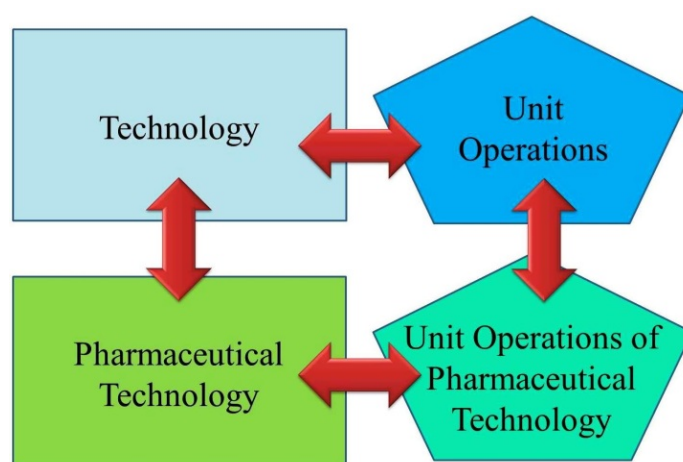 Technology
Unit
Operations
Pharmaceutical
Technology
Unit Operations of
Pharmaceutical
Technology